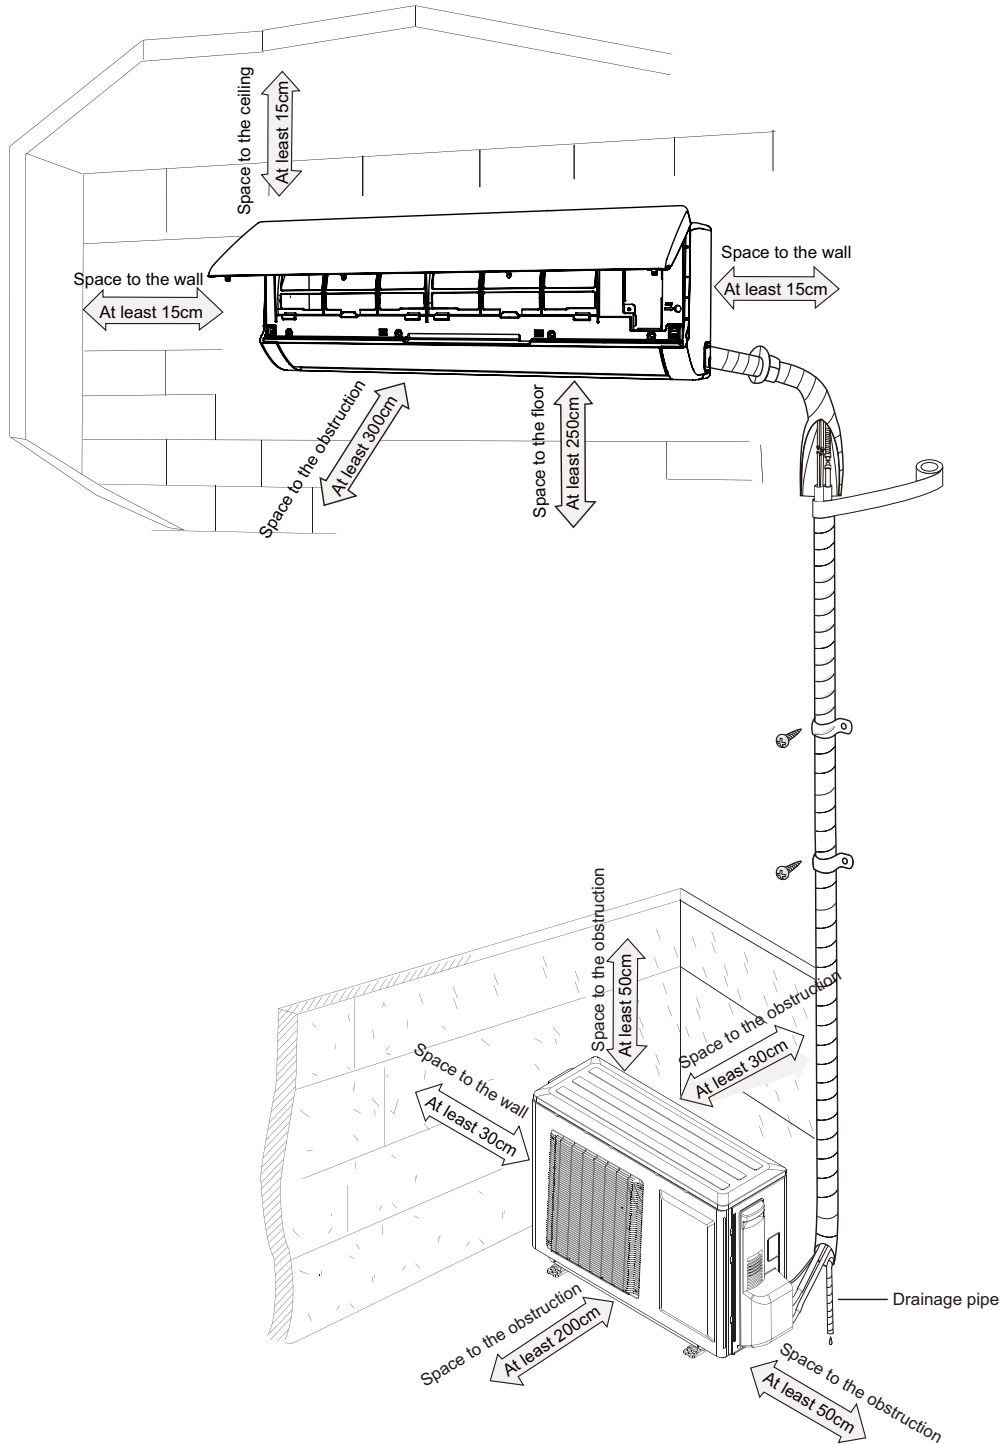 Space to the ceiling
At least 15cm
Space to the wall
At least 15cm
Space to the wall
At least 15cm
Space to the obstruction
At least 300cm
Space to the floor
At least 250cm
Space to the obstruction
At least 50cm
Space to the obstruction
At least 30cm
Space to the wall
At least 30cm
Space to the obstruction
At least 200cm
Drainage pipe
Space to the obstruction
At least 50cm